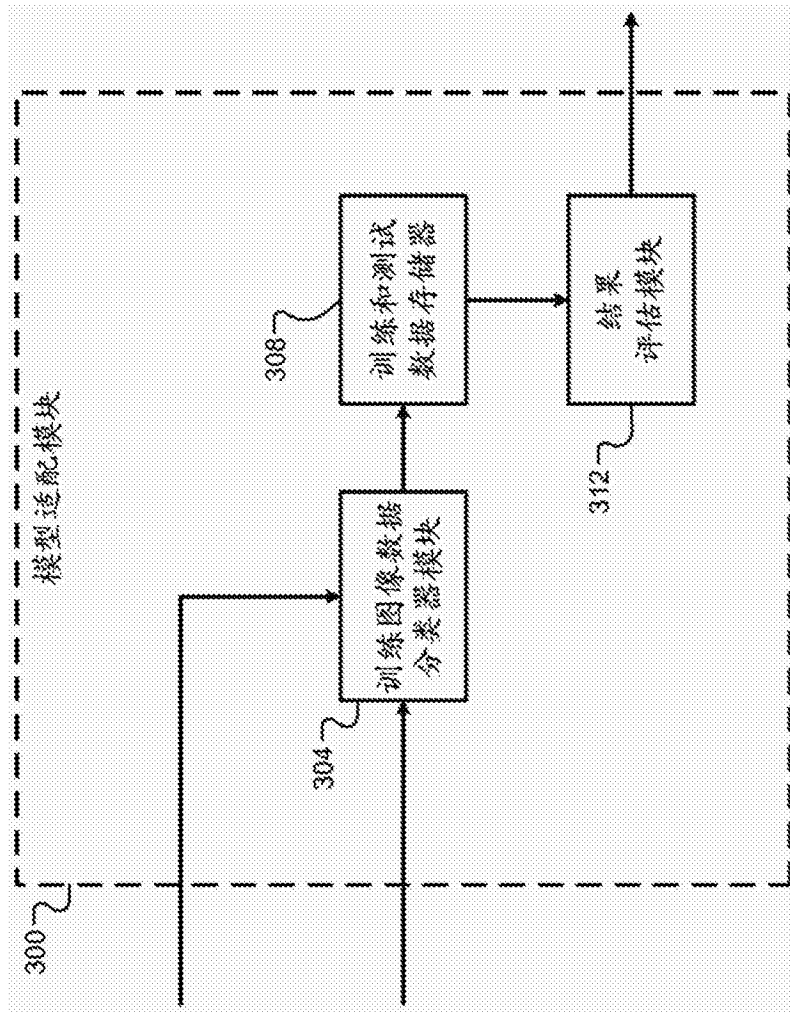 300
模型适配模块
304
训练图像数据
分类器模块
308
训练和测试
数据存储器
312
结果
评估模块